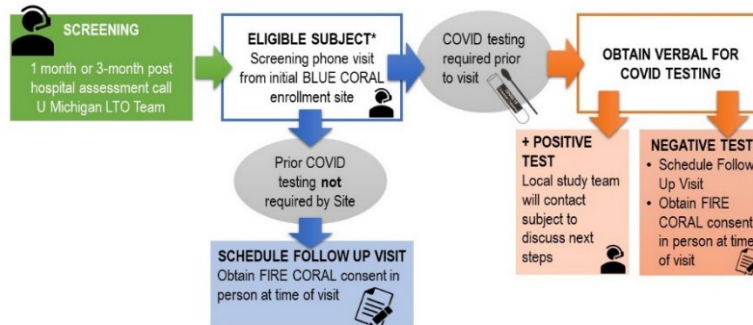 SCREENING
1 month or 3-month post
hospital assessment call
U Michigan LTO Team
ELIGIBLE SUBJECT*
Screening phone visit
from initial BLUE CORAL
enrollment site
COVID testing
required prior
to visit
OBTAIN VERBAL FOR
COVID TESTING
Prior COVID
testing not
required by Site
SCHEDULE FOLLOW UP VISIT
Obtain FIRE CORAL consent in
person at time of visit
+ POSITIVE
TEST
Local study team
will contact
subject to
discuss next
steps
NEGATIVE TEST
• Schedule Follow
Up Visit
• Obtain FIRE
CORAL consent
in person at time
of visit